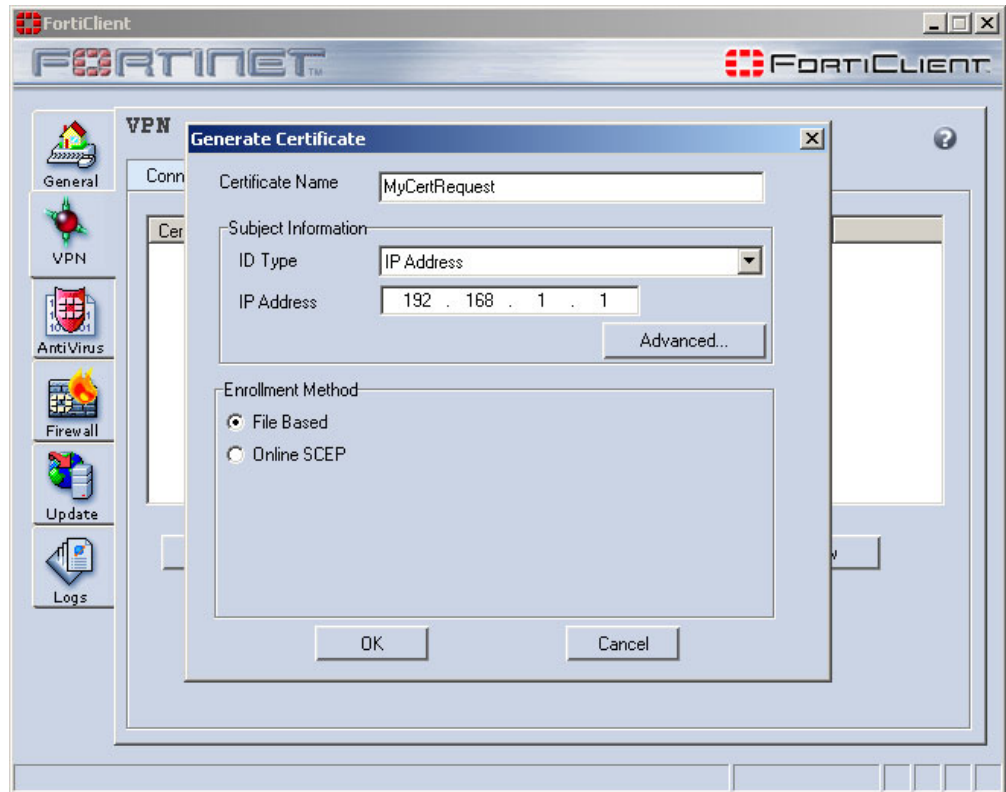 FortiClient
FORTINET™
FORTICLIENT
VPN
Generate Certificate
General
VPN
AntiVirus
Firewall
Update
Logs
Conn
Cer
Certificate Name
MyCertRequest
Subject Information
ID Type
IP Address
IP Address
192 . 168 . 1 . 1
Advanced...
Enrollment Method
File Based
Online SCEP
OK
Cancel